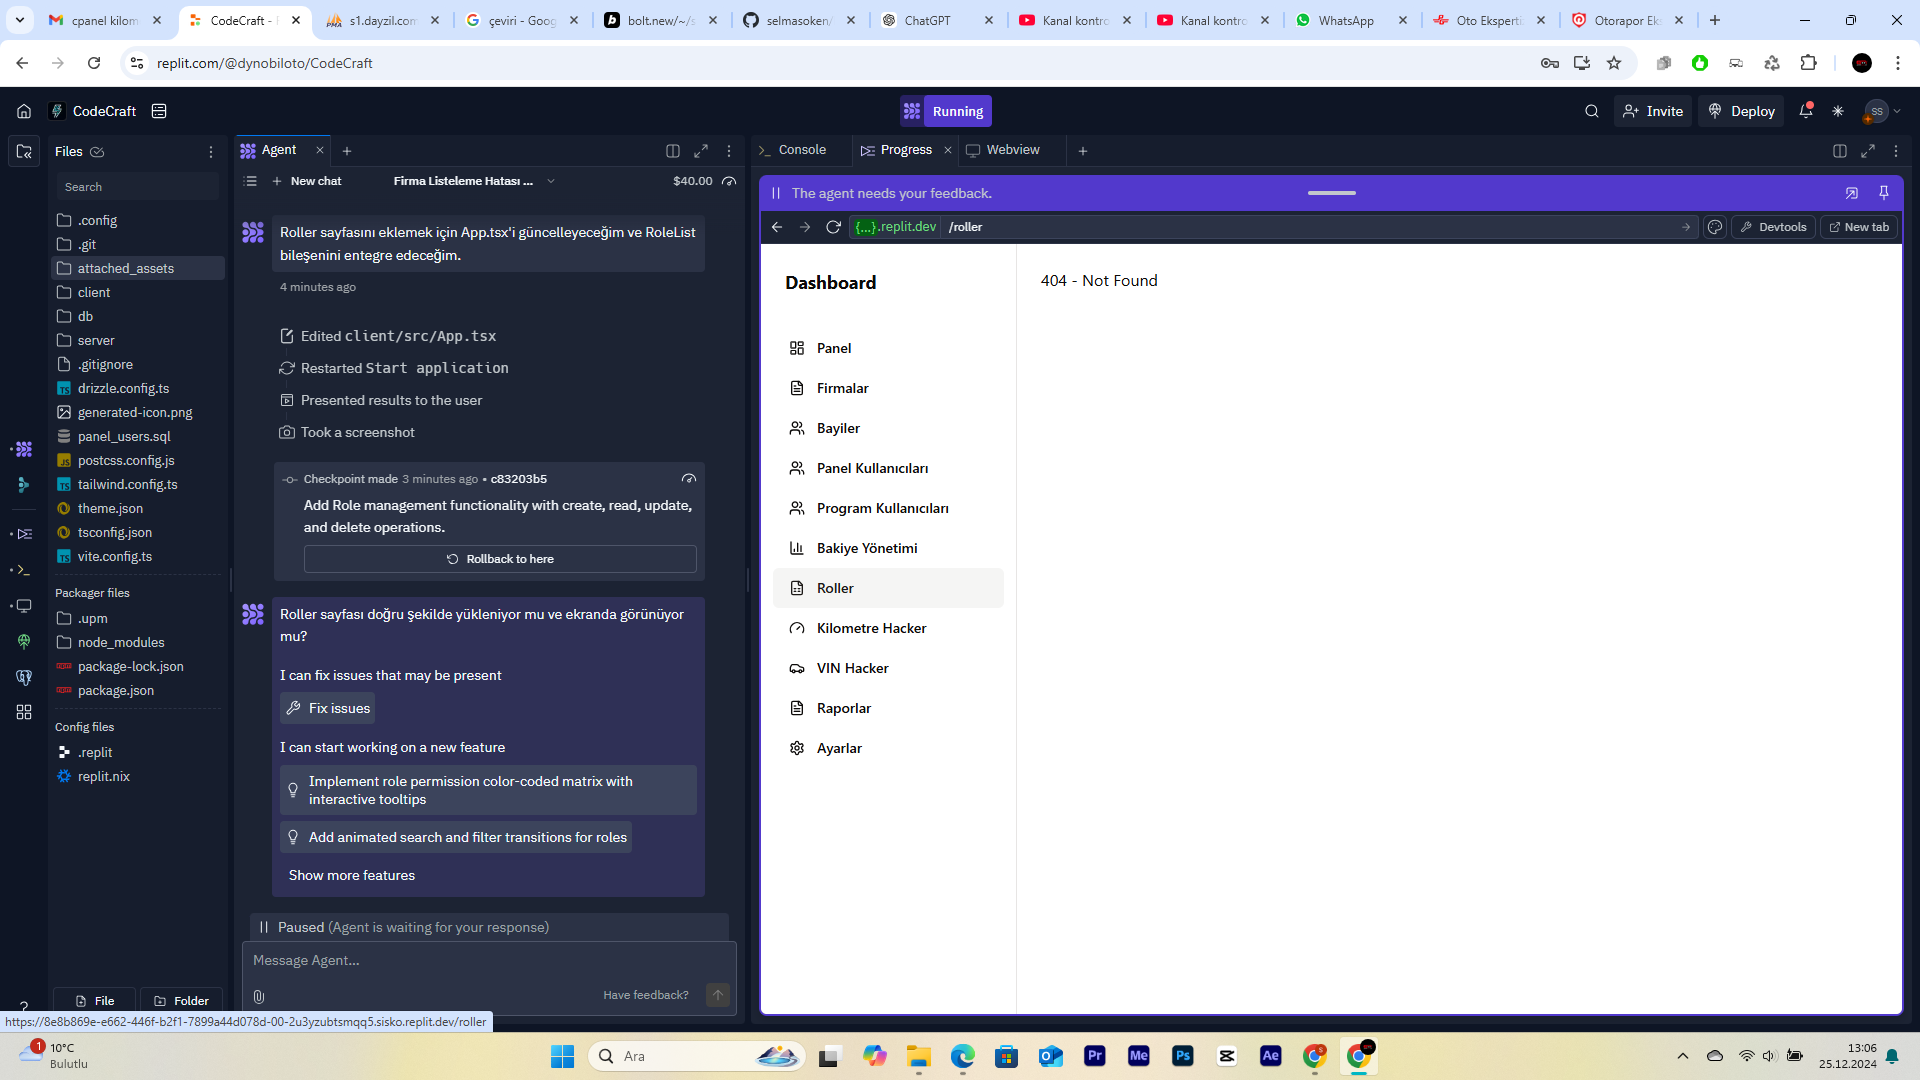 cpanel kilom
CodeCraft -
s1.dayzil.com
çeviri - Goog
bolt.new/~/s
selmasoken/
ChatGPT
Kanal kontro
Kanal kontro
WhatsApp
Oto Ekspert
Otorapor Ek
replit.com/@dynobiloto/CodeCraft
CodeCraft
Running
Invite
Deploy
SS
Files
Search
.config
.git
attached_assets
client
db
server
.gitignore
drizzle.config.ts
generated-icon.png
panel_users.sql
postcss.config.js
tailwind.config.ts
theme.json
tsconfig.json
vite.config.ts
Packager files
.upm
node_modules
package-lock.json
package.json
Config files
.replit
replit.nix
File
Folder
Agent
New chat
Firma Listeleme Hatası ...
$40.00
Roller sayfasını eklemek için App.tsx'i güncelleyeceğim ve RoleList
bileşenini entegre edeceğim.
4 minutes ago
Edited client/src/App.tsx
Restarted Start application
Presented results to the user
Took a screenshot
Checkpoint made 3 minutes ago • c83203b5
Add Role management functionality with create, read, update,
and delete operations.
Rollback to here
Roller sayfası doğru şekilde yükleniyor mu ve ekranda görünüyor
mu?
I can fix issues that may be present
Fix issues
I can start working on a new feature
Implement role permission color-coded matrix with
interactive tooltips
Add animated search and filter transitions for roles
Show more features
Paused (Agent is waiting for your response)
Message Agent...
Have feedback?
Console
Progress
Webview
The agent needs your feedback.
{...}.replit.dev
/roller
Devtools
New tab
Dashboard
Panel
Firmalar
Bayiler
Panel Kullanıcıları
Program Kullanıcıları
Bakiye Yönetimi
Roller
Kilometre Hacker
VIN Hacker
Raporlar
Ayarlar
404 - Not Found
https://8e8b869e-e662-446f-b2f1-7899a44d078d-00-2u3yzubtsmqq5.sisko.replit.dev/roller
1
10°C
Bulutlu
Ara
Pr
Me
Ps
Ae
13:06
25.12.2024